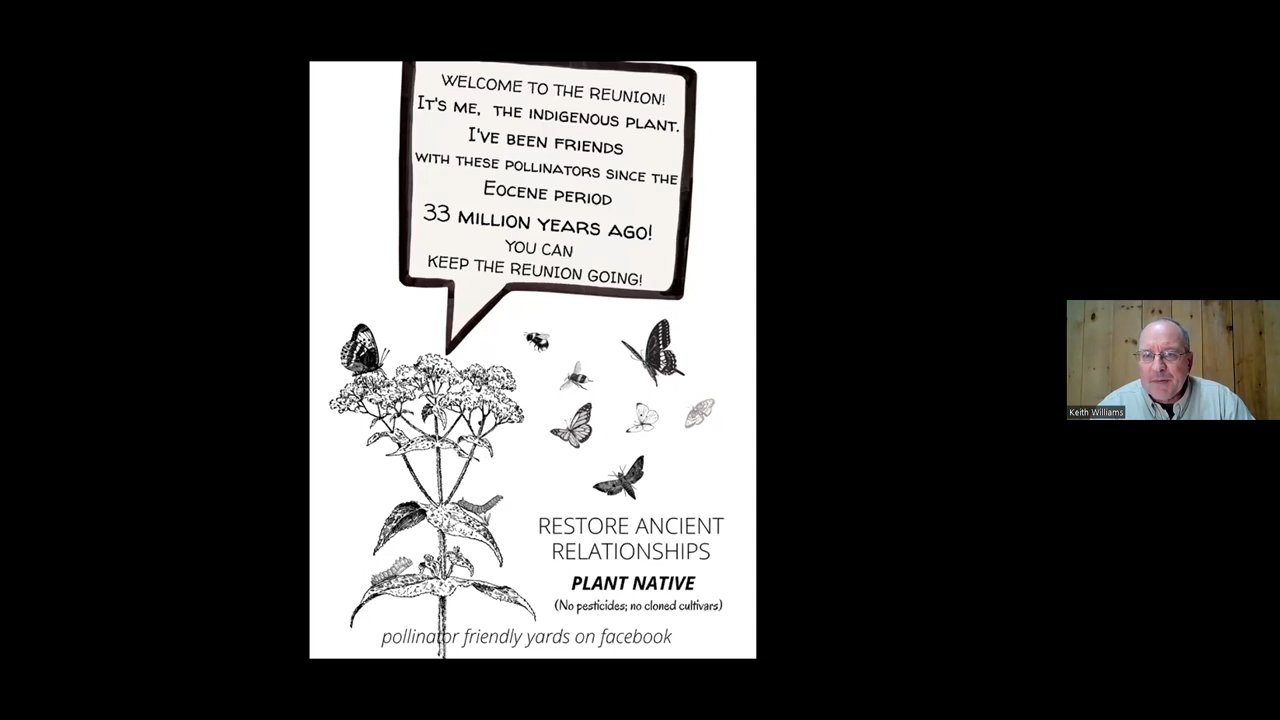 WELCOME TO THE REUNION!
IT'S ME, THE INDIGENOUS PLANT.
I'VE BEEN FRIENDS
WITH THESE POLLINATORS SINCE THE
EOCENE PERIOD
33 MILLION YEARS AGO!
YOU CAN
KEEP THE REUNION GOING!
RESTORE ANCIENT
RELATIONSHIPS
PLANT NATIVE
(No pesticides; no cloned cultivars)
pollinator friendly yards on facebook
Keith Williams